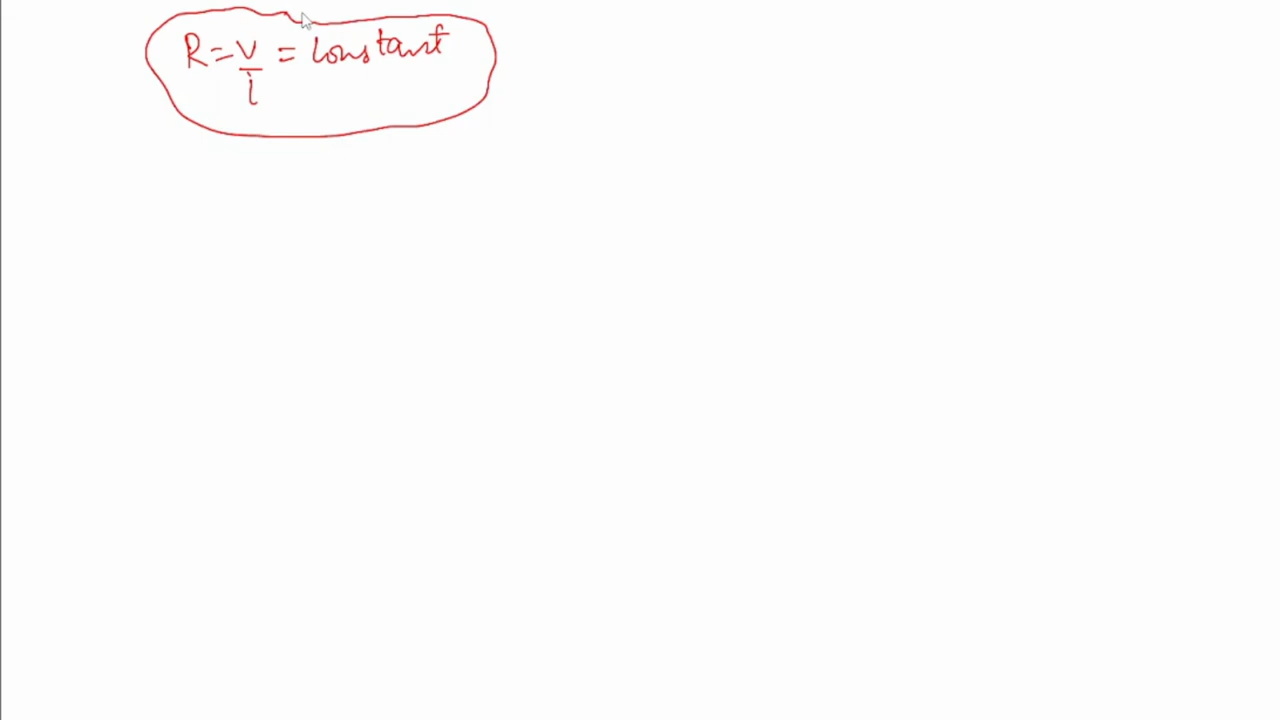 R = v/i = constant